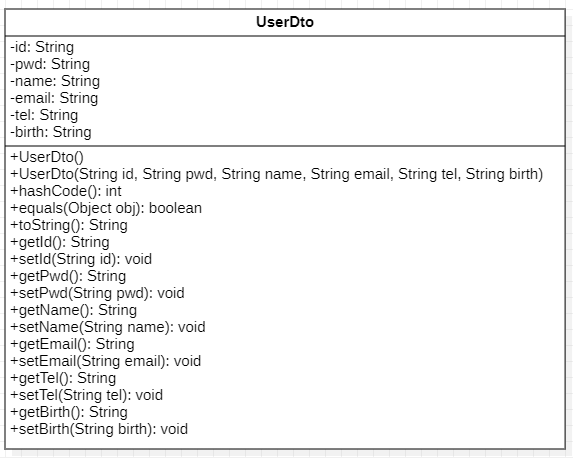 UserDto
-id: String
-pwd: String
-name: String
-email: String
-tel: String
-birth: String
+UserDto()
+UserDto(String id, String pwd, String name, String email, String tel, String birth)
+hashCode(): int
+equals(Object obj): boolean
+toString(): String
+getId(): String
+setId(String id): void
+getPwd(): String
+setPwd(String pwd): void
+getName(): String
+setName(String name): void
+getEmail(): String
+setEmail(String email): void
+getTel(): String
+setTel(String tel): void
+getBirth(): String
+setBirth(String birth): void